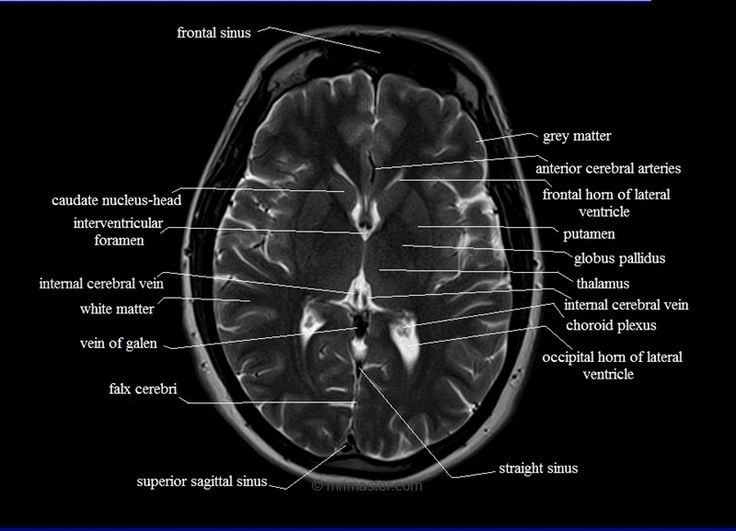 frontal sinus
grey matter
anterior cerebral arteries
caudate nucleus-head
frontal horn of lateral
ventricle
interventricular
foramen
putamen
globus pallidus
thalamus
internal cerebral vein
internal cerebral vein
white matter
choroid plexus
vein of galen
occipital horn of lateral
ventricle
falx cerebri
straight sinus
superior sagittal sinus
© mrimaster.com